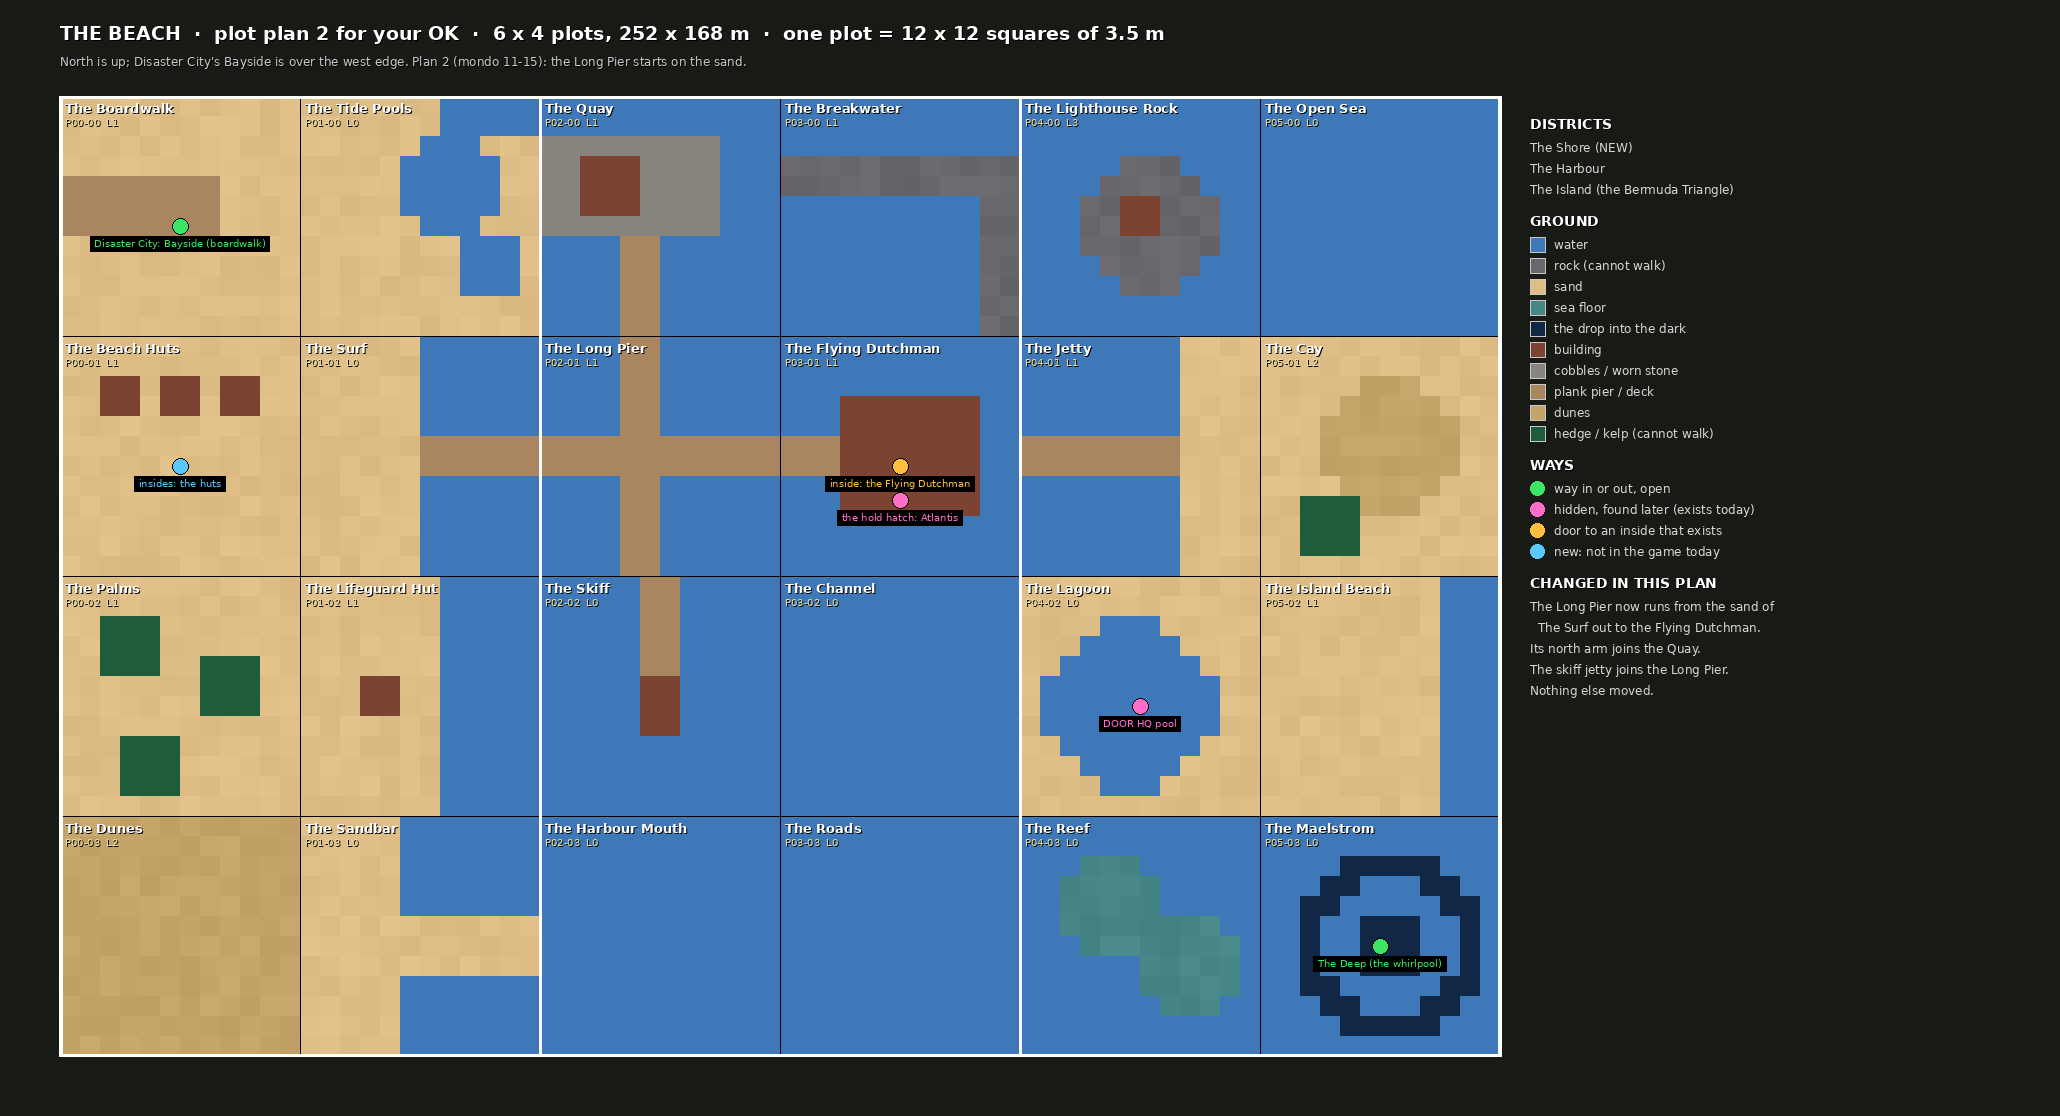 THE BEACH · plot plan 2 for your OK · 6 x 4 plots, 252 x 168 m · one plot = 12 x 12 squares of 3.5 m
North is up; Disaster City's Bayside is over the west edge. Plan 2 (mondo 11-15): the Long Pier starts on the sand.
The Boardwalk
P00-00 L1
Disaster City: Bayside (boardwalk)
The Tide Pools
P01-00 L0
The Quay
P02-00 L1
The Breakwater
P03-00 L1
The Lighthouse Rock
P04-00 L3
The Open Sea
P05-00 L0
The Beach Huts
P00-01 L1
insides: the huts
The Surf
P01-01 L0
The Long Pier
P02-01 L1
The Flying Dutchman
P03-01 L1
inside: the Flying Dutchman
the hold hatch: Atlantis
The Jetty
P04-01 L1
The Cay
P05-01 L2
The Palms
P00-02 L1
The Lifeguard Hut
P01-02 L1
The Skiff
P02-02 L0
The Channel
P03-02 L0
The Lagoon
P04-02 L0
DOOR HQ pool
The Island Beach
P05-02 L1
The Dunes
P00-03 L2
The Sandbar
P01-03 L0
The Harbour Mouth
P02-03 L0
The Roads
P03-03 L0
The Reef
P04-03 L0
The Maelstrom
P05-03 L0
The Deep (the whirlpool)
DISTRICTS
The Shore (NEW)
The Harbour
The Island (the Bermuda Triangle)
GROUND
water
rock (cannot walk)
sand
sea floor
the drop into the dark
building
cobbles / worn stone
plank pier / deck
dunes
hedge / kelp (cannot walk)
WAYS
way in or out, open
hidden, found later (exists today)
door to an inside that exists
new: not in the game today
CHANGED IN THIS PLAN
The Long Pier now runs from the sand of
The Surf out to the Flying Dutchman.
Its north arm joins the Quay.
The skiff jetty joins the Long Pier.
Nothing else moved.